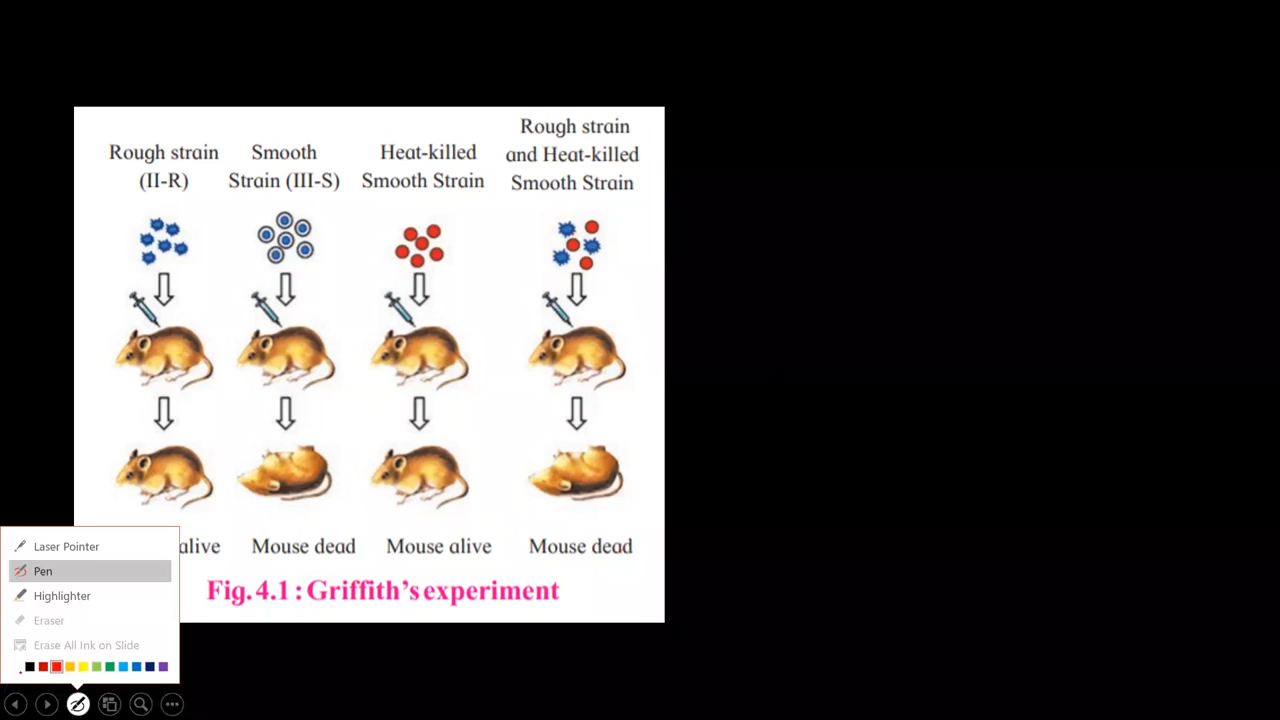 Rough strain
(II-R)
Smooth
Strain (III-S)
Heat-killed
Smooth Strain
Rough strain
and Heat-killed
Smooth Strain
alive
Mouse dead
Mouse alive
Mouse dead
Fig. 4.1 : Griffith's experiment
Laser Pointer
Pen
Highlighter
Eraser
Erase All Ink on Slide